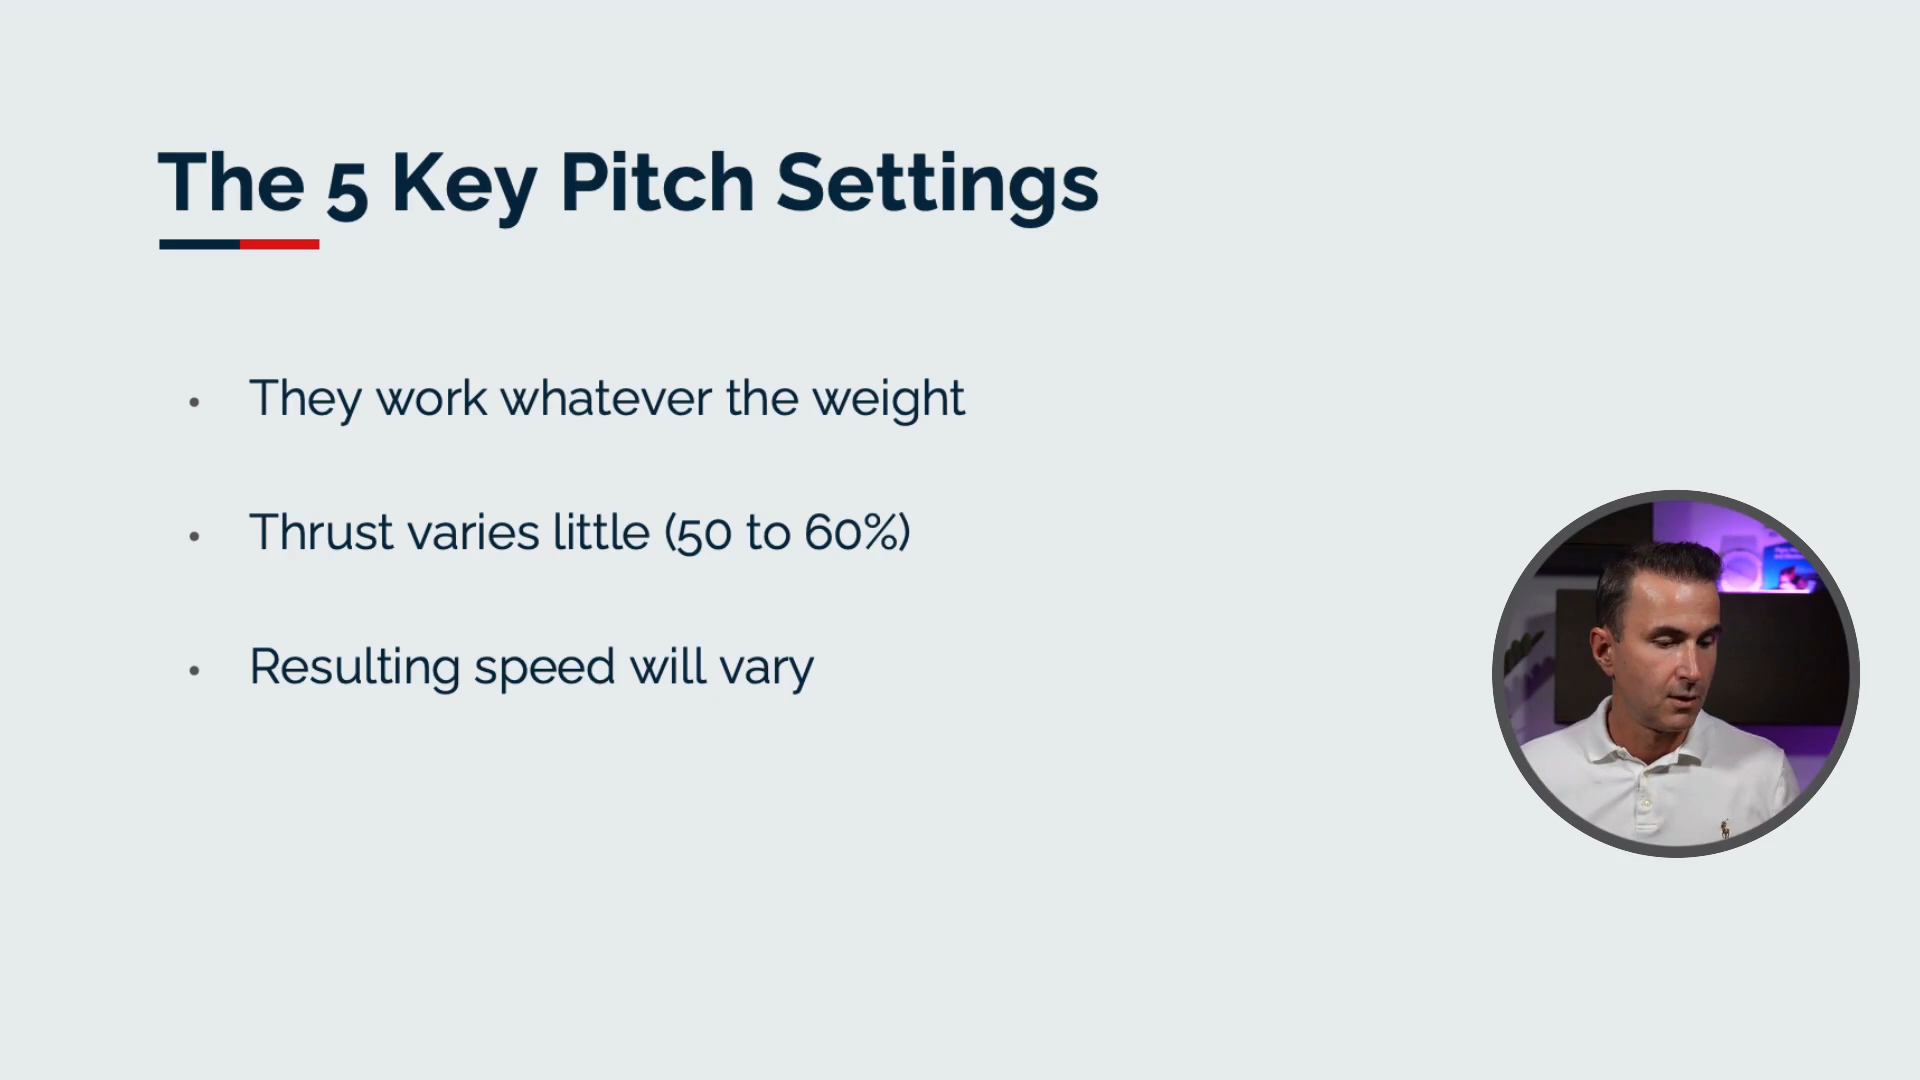 The 5 Key Pitch Settings
• They work whatever the weight
• Thrust varies little (50 to 60%)
• Resulting speed will vary